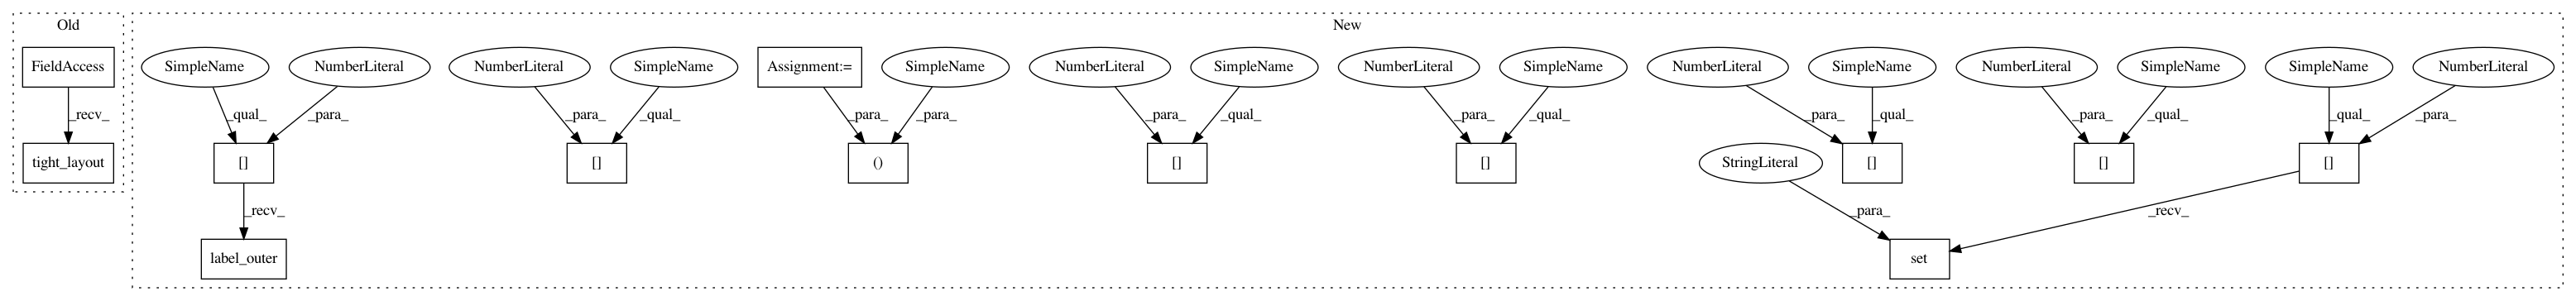 Old
New
FieldAccess
SimpleName
NumberLiteral
NumberLiteral
SimpleName
Assignment:=
SimpleName
NumberLiteral
SimpleName
NumberLiteral
SimpleName
NumberLiteral
SimpleName
NumberLiteral
SimpleName
SimpleName
NumberLiteral
_recv_
_qual_
_para_
_para_
_qual_
_para_
_para_
_para_
_qual_
_para_
_qual_
_para_
_qual_
_para_
_qual_
_qual_
_para_
tight_layout
[]
[]
()
[]
[]
StringLiteral
[]
[]
[]
_recv_
_para_
_recv_
label_outer
set